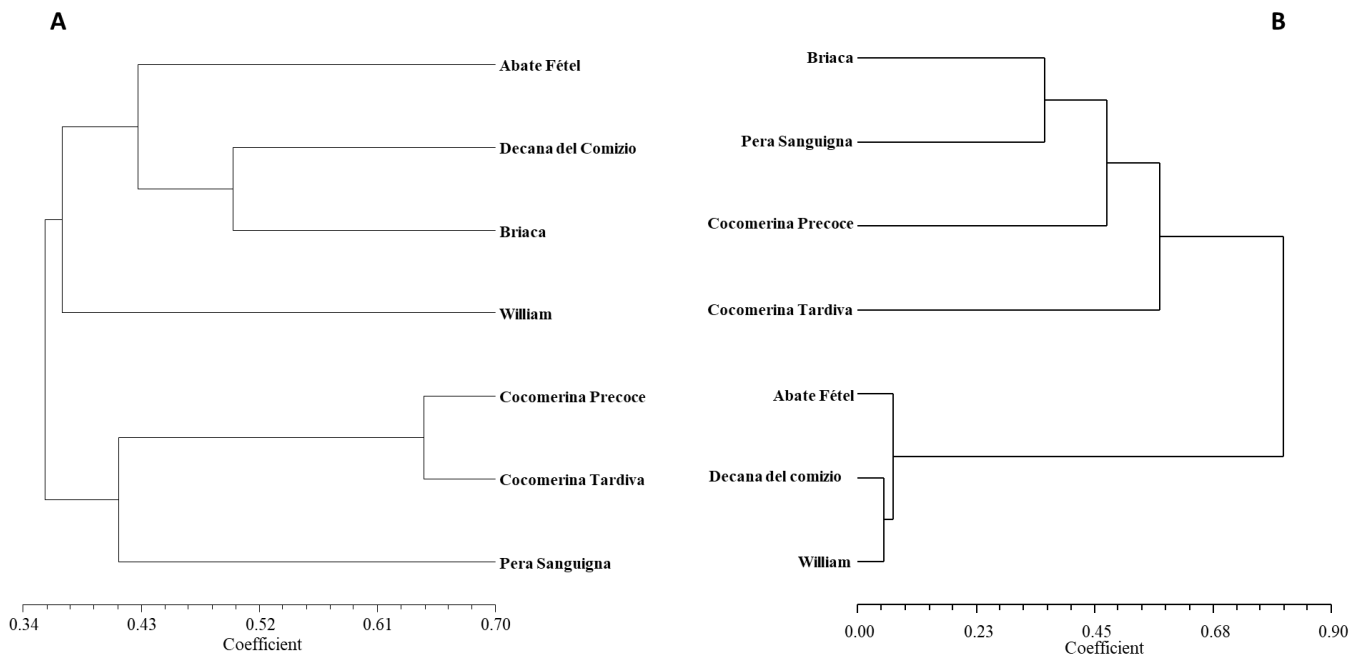 A
Abate Fétel
Decana del Comizio
Briaca
William
Cocomerina Precoce
Cocomerina Tardiva
Pera Sanguigna
0.34 0.43 0.52 0.61 0.70
Coefficient
B
Briaca
Pera Sanguigna
Cocomerina Precoce
Cocomerina Tardiva
Abate Fétel
Decana del comizio
William
0.00 0.23 0.45 0.68 0.90
Coefficient